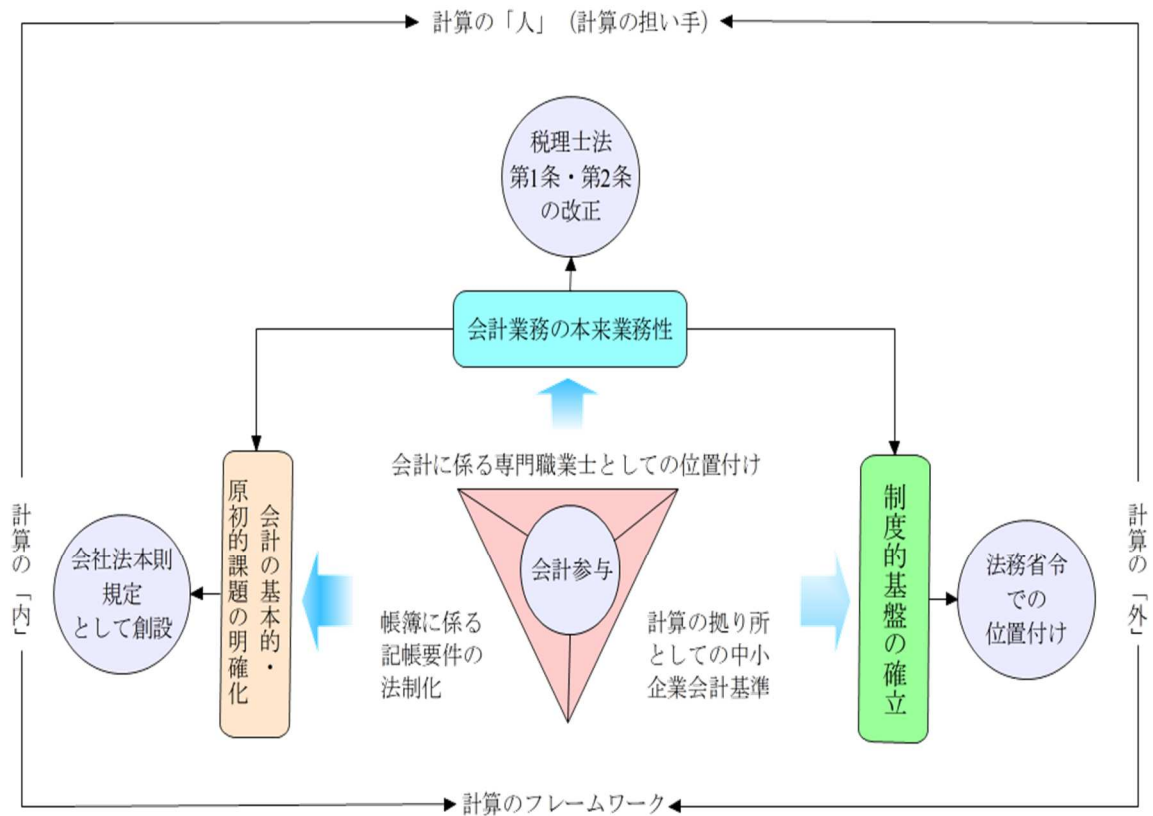 計算の「人」（計算の担い手）
税理士法
第1条・第2条
の改正
会計業務の本来業務性
会計に係る専門職業士としての位置付け
会計参与
計算の「内」
会社法本則
規定
として創設
会計の基本的・
原初的課題の明確化
帳簿に係る
記帳要件の
法制化
計算の拠り所
としての中小
企業会計基準
制度的基盤の確立
法務省令
での
位置付け
計算の「外」
計算のフレームワーク